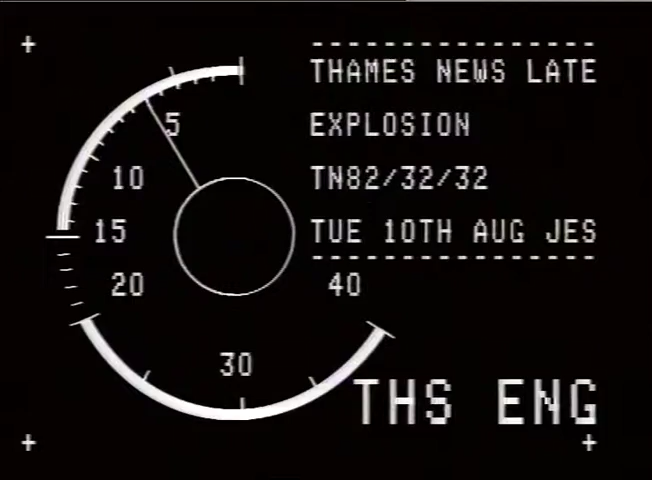 THAMES NEWS LATE
EXPLOSION
TN82/32/32
TUE 10TH AUG JES
5
10
15
20
40
30
THS ENG